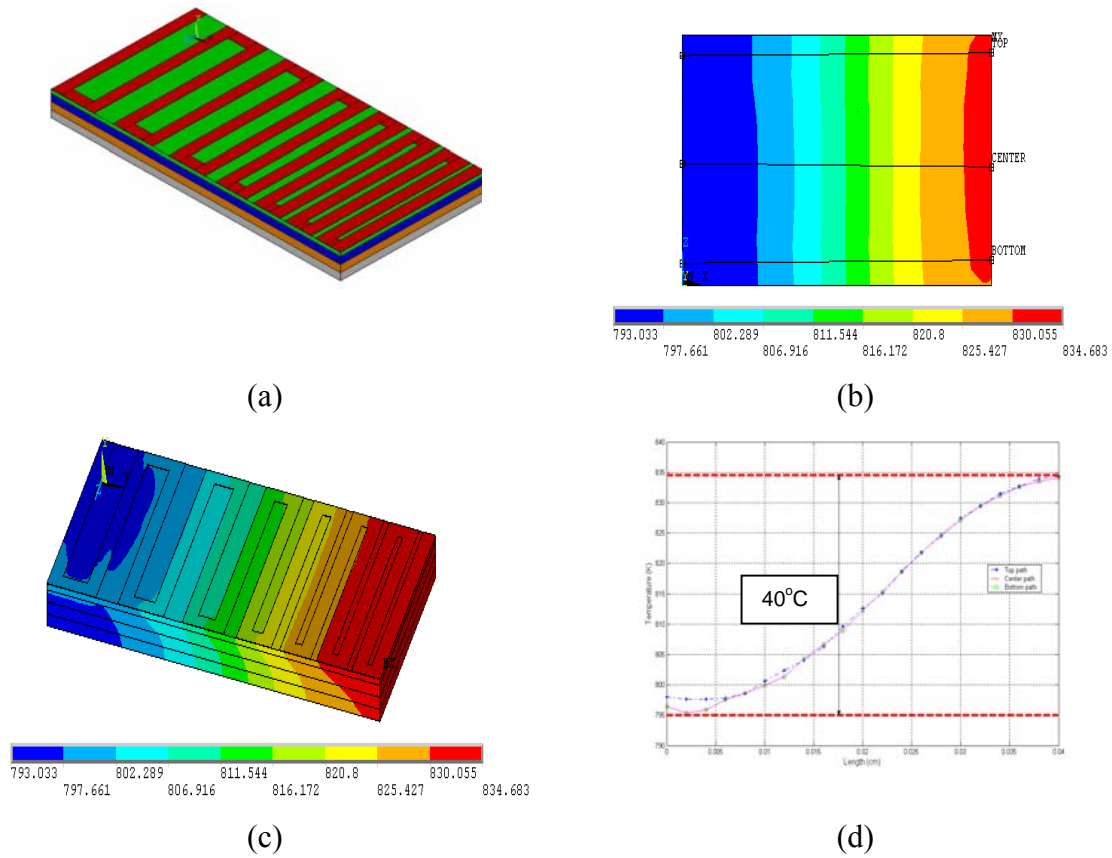 MX
TOP
CENTER
BOTTOM
Z
X
793.033 802.289 811.544 820.8 830.055
797.661 806.916 816.172 825.427 834.683
(a)
(b)
793.033 802.289 811.544 820.8 830.055
797.661 806.916 816.172 825.427 834.683
(c)
840
835
830
825
820
815
810
805
800
795
790
Temperature (K)
40°C
Top path
Center path
Bottom path
0 0.005 0.01 0.015 0.02 0.025 0.03 0.035 0.04
Length (cm)
(d)